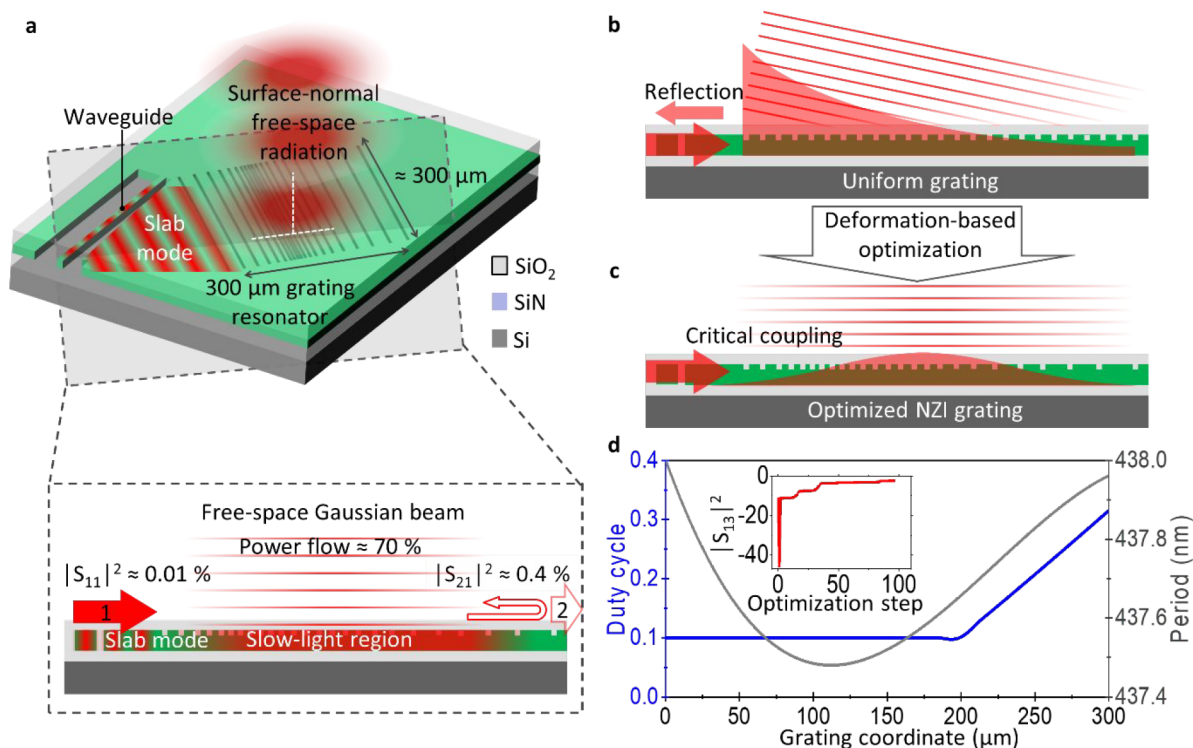 a
Waveguide
Surface-normal
free-space
radiation
≈ 300 μm
Slab
mode
300 μm grating
resonator
SiO₂
SiN
Si
Free-space Gaussian beam
Power flow ≈ 70 %
|S₁₁|² ≈ 0.01 %
|S₂₁|² ≈ 0.4 %
1
2
Slab mode
Slow-light region
b
Reflection
Uniform grating
Deformation-based
optimization
c
Critical coupling
Optimized NZI grating
d
Duty cycle
0.4
0.3
0.2
0.1
0.0
|S₁₃|²
0
-20
-40
0
50
100
Optimization step
438.0
437.8
437.6
437.4
Period (nm)
0
50
100
150
200
250
300
Grating coordinate (μm)